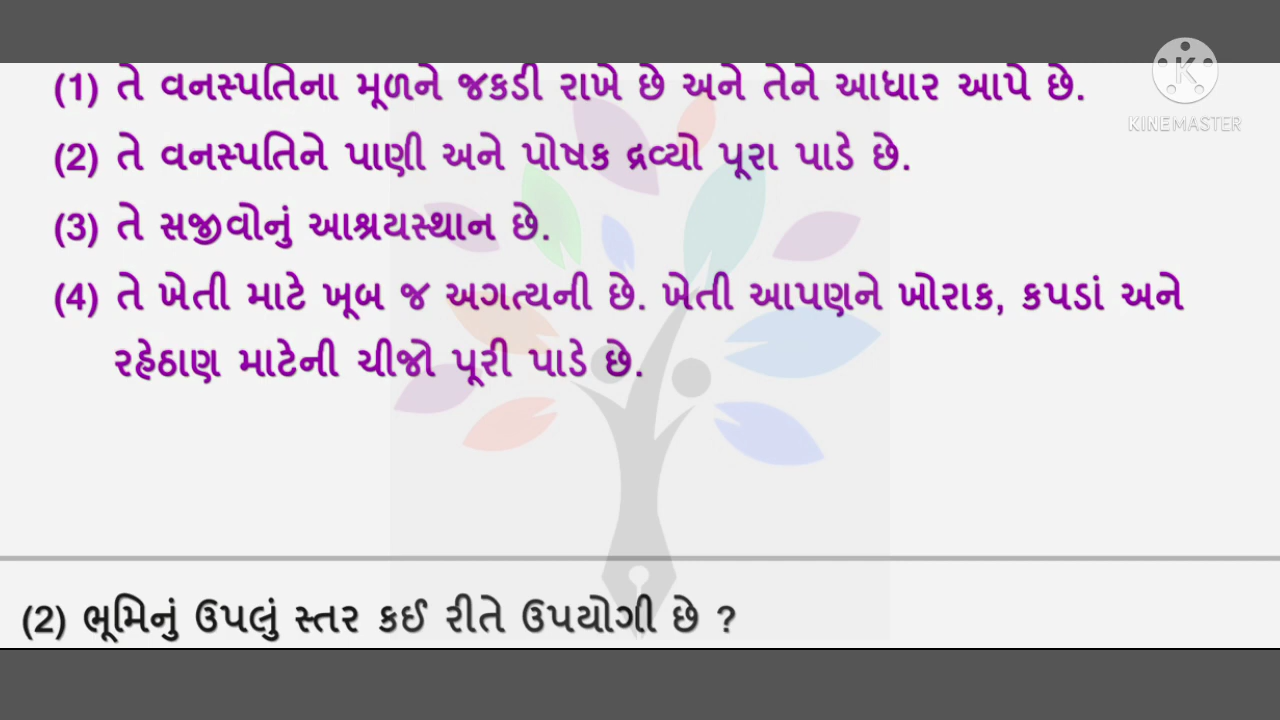 (1) તે વનસ્પતિના મૂળને જકડી રાખે છે અને તેને આધાર આપે છે.
KINEMASTER
(2) તે વનસ્પતિને પાણી અને પોષક દ્રવ્યો પૂરા પાડે છે.
(3) તે સજીવોનું આશ્રયસ્થાન છે.
(4) તે ખેતી માટે ખૂબ જ અગત્યની છે. ખેતી આપણને ખોરાક, કપડાં અને
રહેઠાણ માટેની ચીજો પૂરી પાડે છે.
(2) ભૂમિનું ઉપલું સ્તર કઈ રીતે ઉપયોગી છે ?